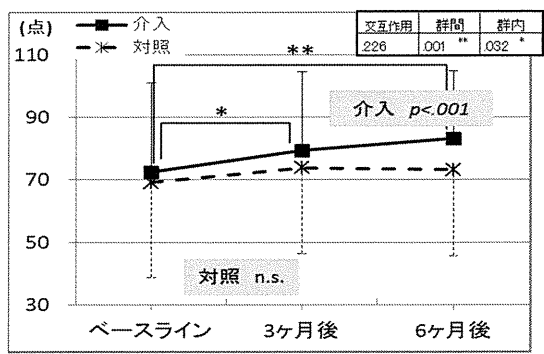 (点)
介入
対照
交互作用 群間 群内
.226 .001 ** .032 *
110
90
70
50
30
**
*
介入 p<.001
対照 n.s.
ベースライン 3ヶ月後 6ヶ月後